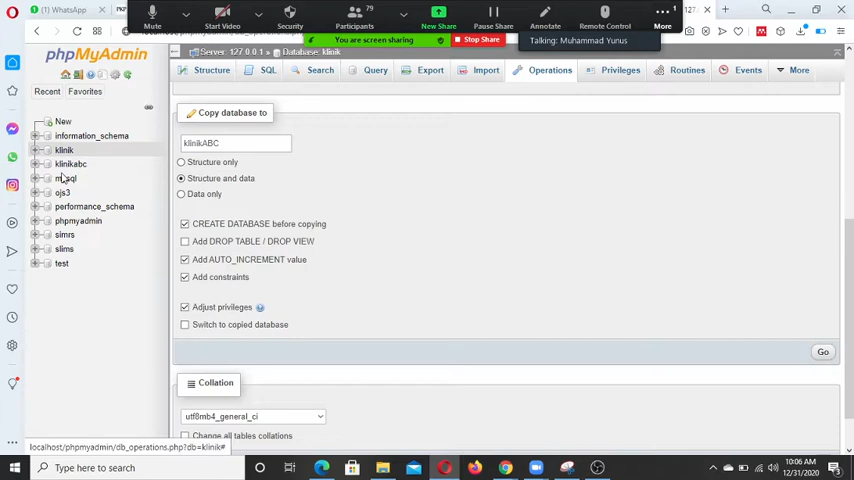 WhatsApp
Mute
Start Video
Security
79
Participants
New Share
Pause Share
Annotate
Remote Control
1
More
You are screen sharing
Stop Share
Talking: Muhammad Yunus
phpMyAdmin
Recent
Favorites
New
information_schema
klinik
klinikabc
mysql
ojs3
performance_schema
phpmyadmin
simrs
slims
test
Server: 127.0.0.1 » Database: klinik
Structure
SQL
Search
Query
Export
Import
Operations
Privileges
Routines
Events
More
Copy database to
klinikABC
Structure only
Structure and data
Data only
CREATE DATABASE before copying
Add DROP TABLE / DROP VIEW
Add AUTO_INCREMENT value
Add constraints
Adjust privileges
Switch to copied database
Go
Collation
utf8mb4_general_ci
Change all tables collations
localhost/phpmyadmin/db_operations.php?db=klinik#
Type here to search
10:06 AM
12/31/2020
3